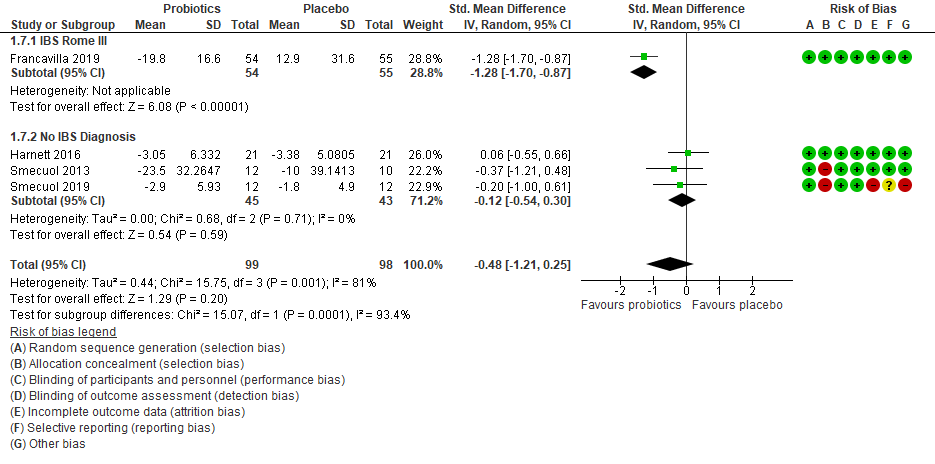 Probiotics Placebo Std. Mean Difference Std. Mean Difference Risk of Bias
Study or Subgroup Mean SD Total Mean SD Total Weight IV, Random, 95% CI IV, Random, 95% CI A B C D E F G
1.7.1 IBS Rome III
Francavilla 2019 -19.8 16.6 54 12.9 31.6 55 28.8% -1.28 [-1.70, -0.87] + + + + + + +
Subtotal (95% CI) 54 55 28.8% -1.28 [-1.70, -0.87]
Heterogeneity: Not applicable
Test for overall effect: Z = 6.08 (P < 0.00001)
1.7.2 No IBS Diagnosis
Harnett 2016 -3.05 6.332 21 -3.38 5.0805 21 26.0% 0.06 [-0.55, 0.66] + + + + + + +
Smecuol 2013 -23.5 32.2647 12 -10 39.1413 10 22.2% -0.37 [-1.21, 0.48] + - + + + + +
Smecuol 2019 -2.9 5.93 12 -1.8 4.9 12 22.9% -0.20 [-1.00, 0.61] + - + + - ? -
Subtotal (95% CI) 45 43 71.2% -0.12 [-0.54, 0.30]
Heterogeneity: Tau² = 0.00; Chi² = 0.68, df = 2 (P = 0.71); I² = 0%
Test for overall effect: Z = 0.54 (P = 0.59)
Total (95% CI) 99 98 100.0% -0.48 [-1.21, 0.25]
Heterogeneity: Tau² = 0.44; Chi² = 15.75, df = 3 (P = 0.001); I² = 81%
Test for overall effect: Z = 1.29 (P = 0.20)
Test for subgroup differences: Chi² = 15.07, df = 1 (P = 0.0001), I² = 93.4%
-2 -1 0 1 2
Favours probiotics Favours placebo
Risk of bias legend
(A) Random sequence generation (selection bias)
(B) Allocation concealment (selection bias)
(C) Blinding of participants and personnel (performance bias)
(D) Blinding of outcome assessment (detection bias)
(E) Incomplete outcome data (attrition bias)
(F) Selective reporting (reporting bias)
(G) Other bias